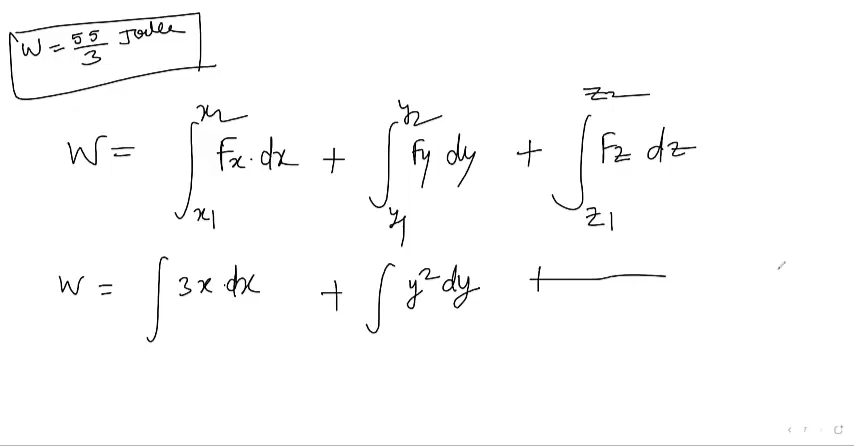 W = 55/3 Joule
W = ∫_{x1}^{x2} Fx · dx + ∫_{y1}^{y2} Fy dy + ∫_{z1}^{z2} Fz dz
W = ∫ 3x · dx + ∫ y² dy + —